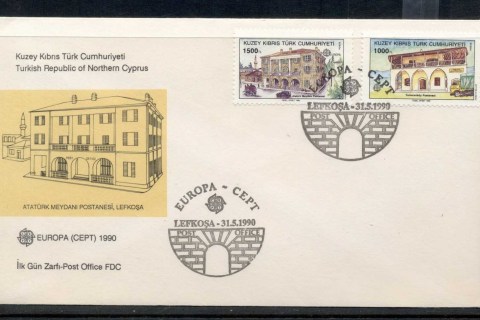 Kuzey Kıbrıs Türk Cumhuriyeti
Turkish Republic of Northern Cyprus
ATATÜRK MEYDANI POSTANESİ, LEFKOŞA
EUROPA (CEPT) 1990
İlk Gün Zarfı-Post Office FDC
KUZEY KIBRIS TÜRK CUMHURİYETİ
1500
KUZEY KIBRIS TÜRK CUMHURİYETİ
1000
EUROPA - CEPT
LEFKOŞA - 31.5.1990
POST OFFICE
EUROPA - CEPT
LEFKOŞA - 31.5.1990
POST OFFICE